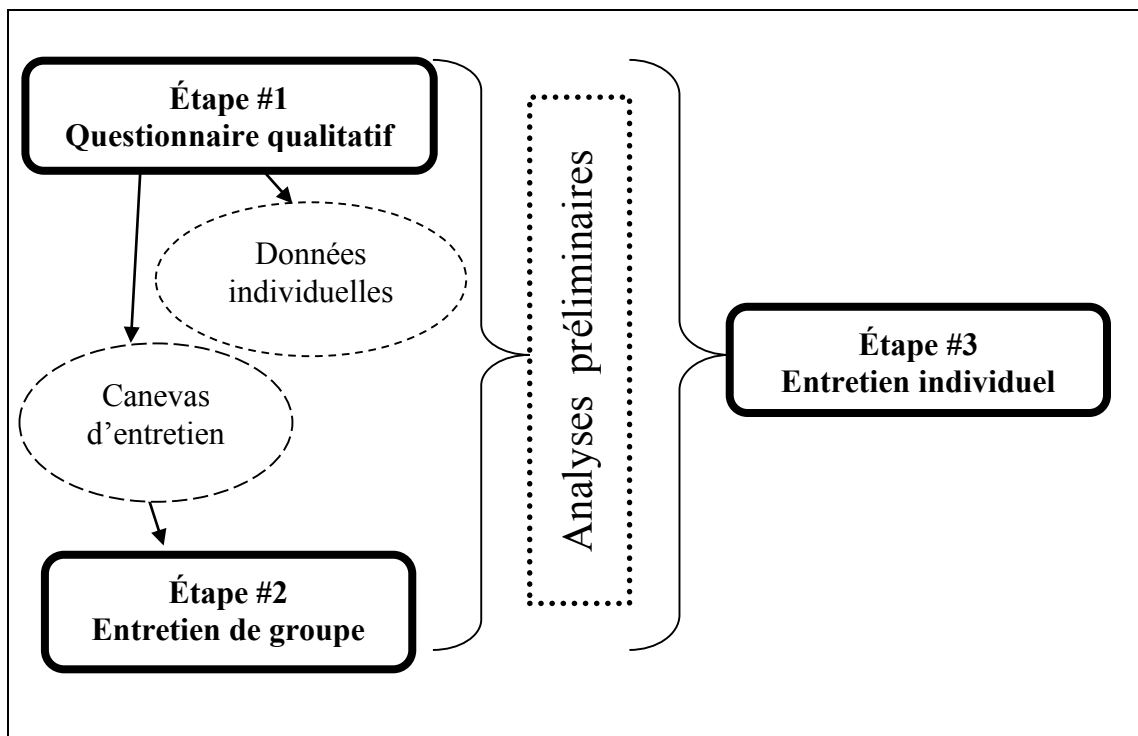 Étape #1
Questionnaire qualitatif
Données
individuelles
Canevas
d’entretien
Étape #2
Entretien de groupe
Analyses préliminaires
Étape #3
Entretien individuel